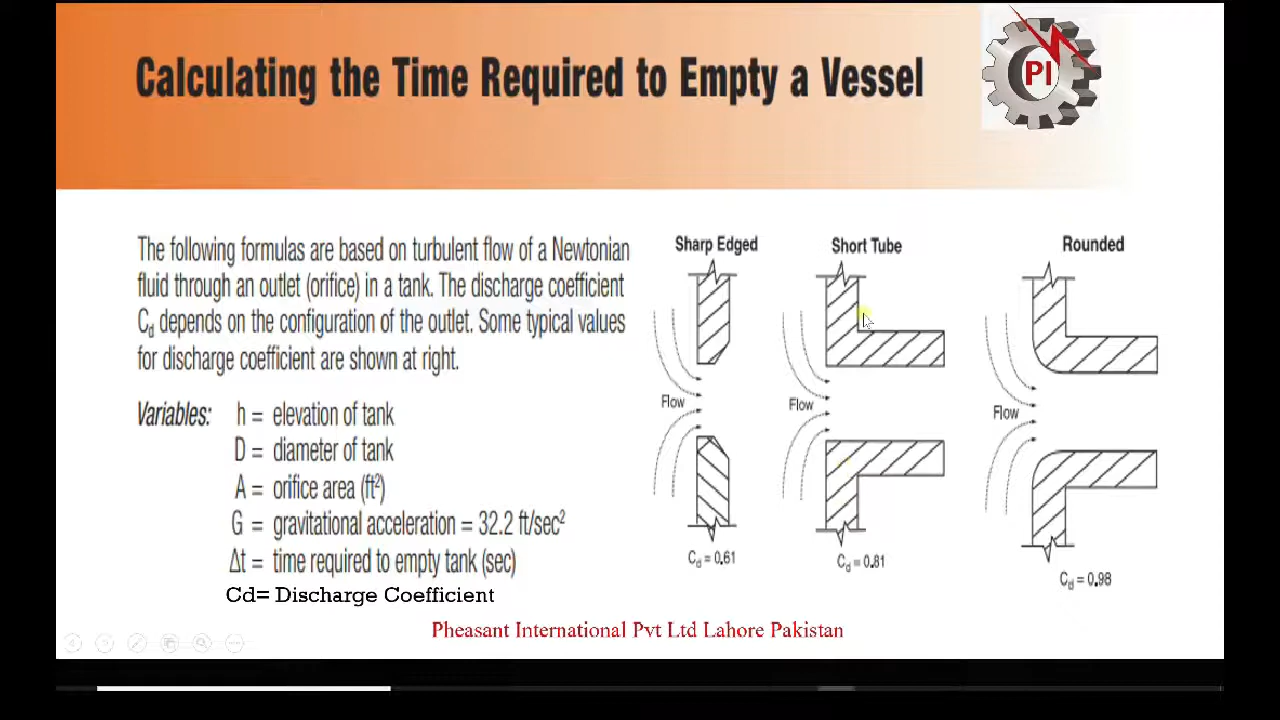 Calculating the Time Required to Empty a Vessel
PI
The following formulas are based on turbulent flow of a Newtonian
fluid through an outlet (orifice) in a tank. The discharge coefficient
Cd depends on the configuration of the outlet. Some typical values
for discharge coefficient are shown at right.
Variables: h = elevation of tank
D = diameter of tank
A = orifice area (ft²)
G = gravitational acceleration = 32.2 ft/sec²
Δt = time required to empty tank (sec)
Cd= Discharge Coefficient
Sharp Edged
Flow
Cd = 0.61
Short Tube
Flow
Cd = 0.81
Rounded
Flow
Cd = 0.98
Pheasant International Pvt Ltd Lahore Pakistan